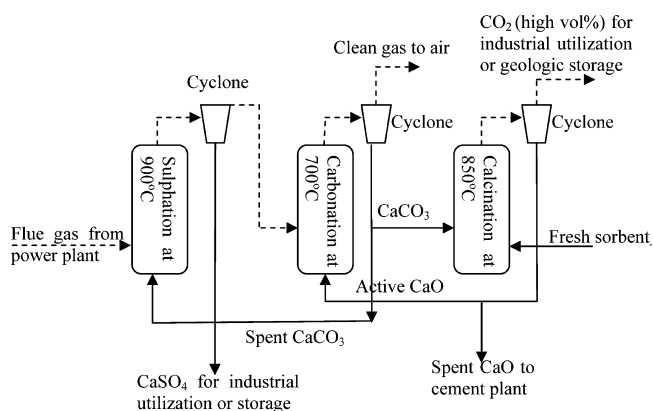 CO₂ (high vol%) for
industrial utilization
or geologic storage
Clean gas to air
Cyclone
Cyclone
Cyclone
Sulphation at
900°C
Carbonation at
700°C
Calcination at
850°C
CaCO₃
Flue gas from
power plant
Fresh sorbent
Active CaO
Spent CaCO₃
Spent CaO to
cement plant
CaSO₄ for industrial
utilization or storage